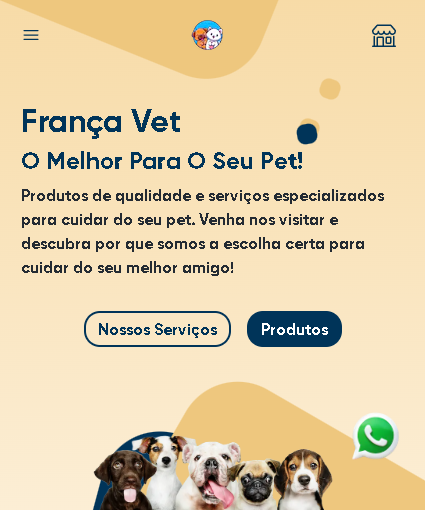 França Vet
O Melhor Para O Seu Pet!
Produtos de qualidade e serviços especializados
para cuidar do seu pet. Venha nos visitar e
descubra por que somos a escolha certa para
cuidar do seu melhor amigo!
Nossos Serviços
Produtos